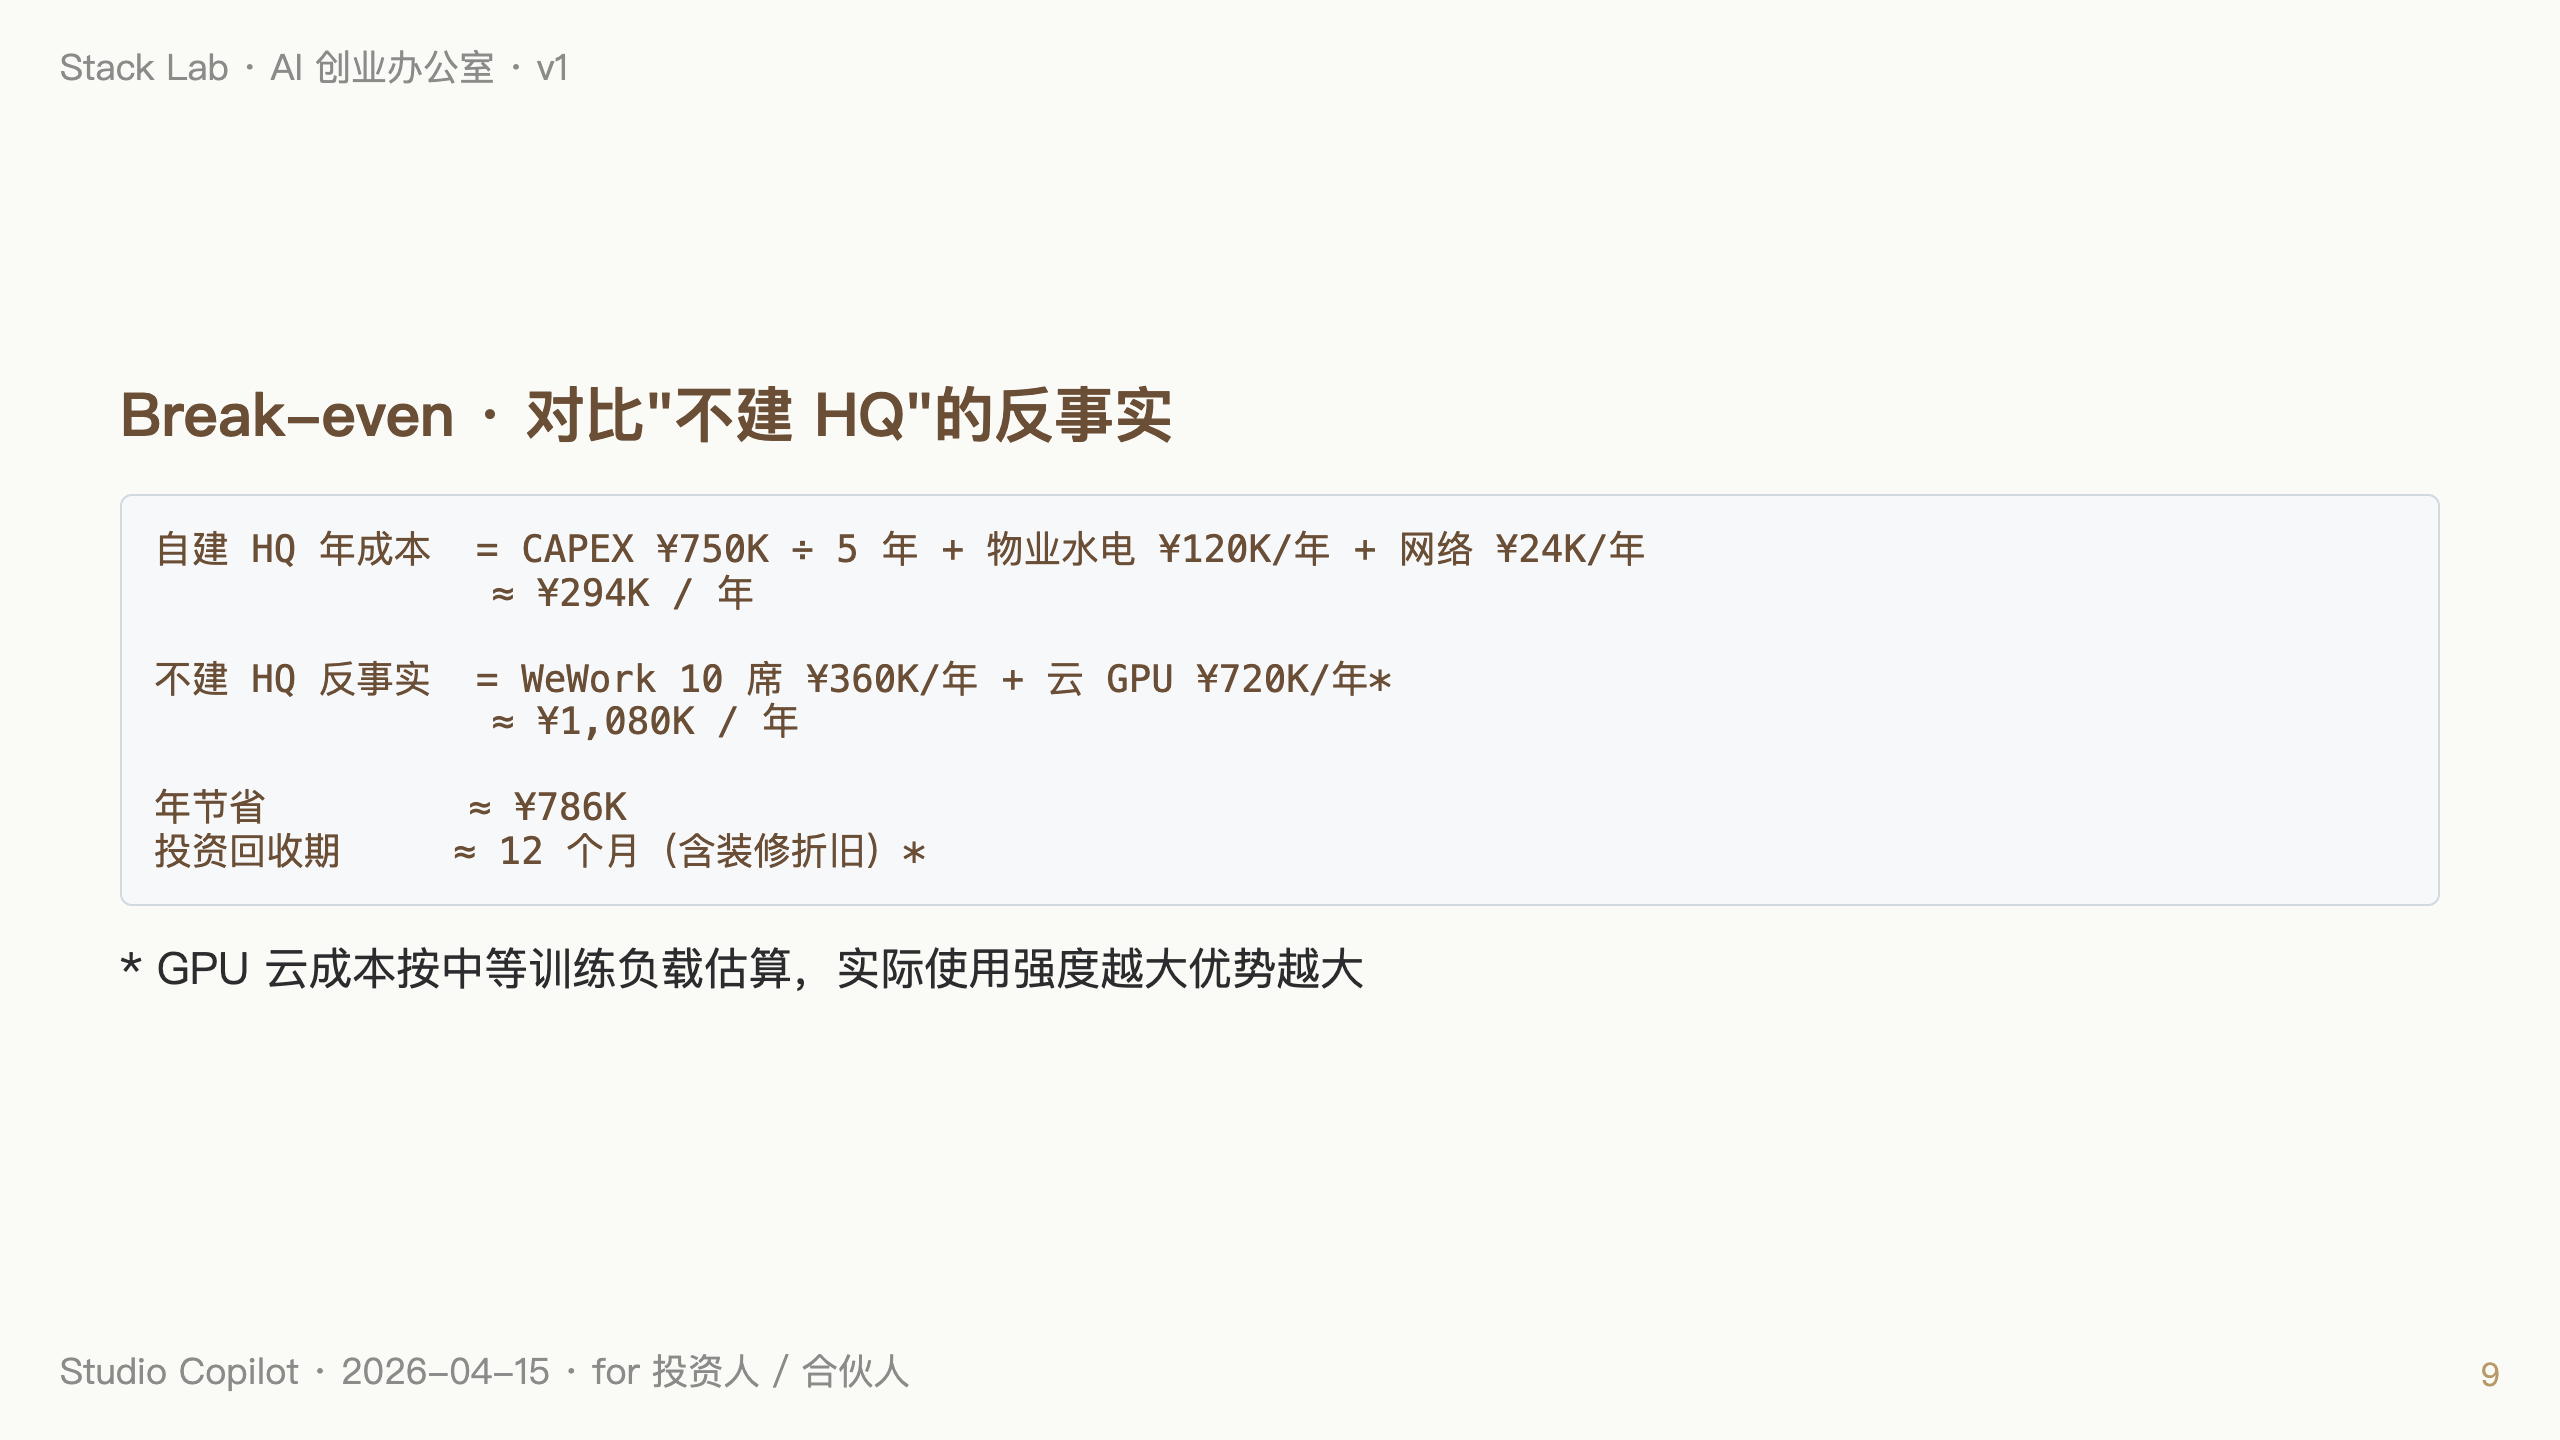 Stack Lab · AI 创业办公室 · v1
Break-even · 对比"不建 HQ"的反事实
自建 HQ 年成本 = CAPEX ¥750K ÷ 5 年 + 物业水电 ¥120K/年 + 网络 ¥24K/年
≈ ¥294K / 年
不建 HQ 反事实 = WeWork 10 席 ¥360K/年 + 云 GPU ¥720K/年*
≈ ¥1,080K / 年
年节省 ≈ ¥786K
投资回收期 ≈ 12 个月（含装修折旧）*
* GPU 云成本按中等训练负载估算，实际使用强度越大优势越大
Studio Copilot · 2026-04-15 · for 投资人 / 合伙人
9